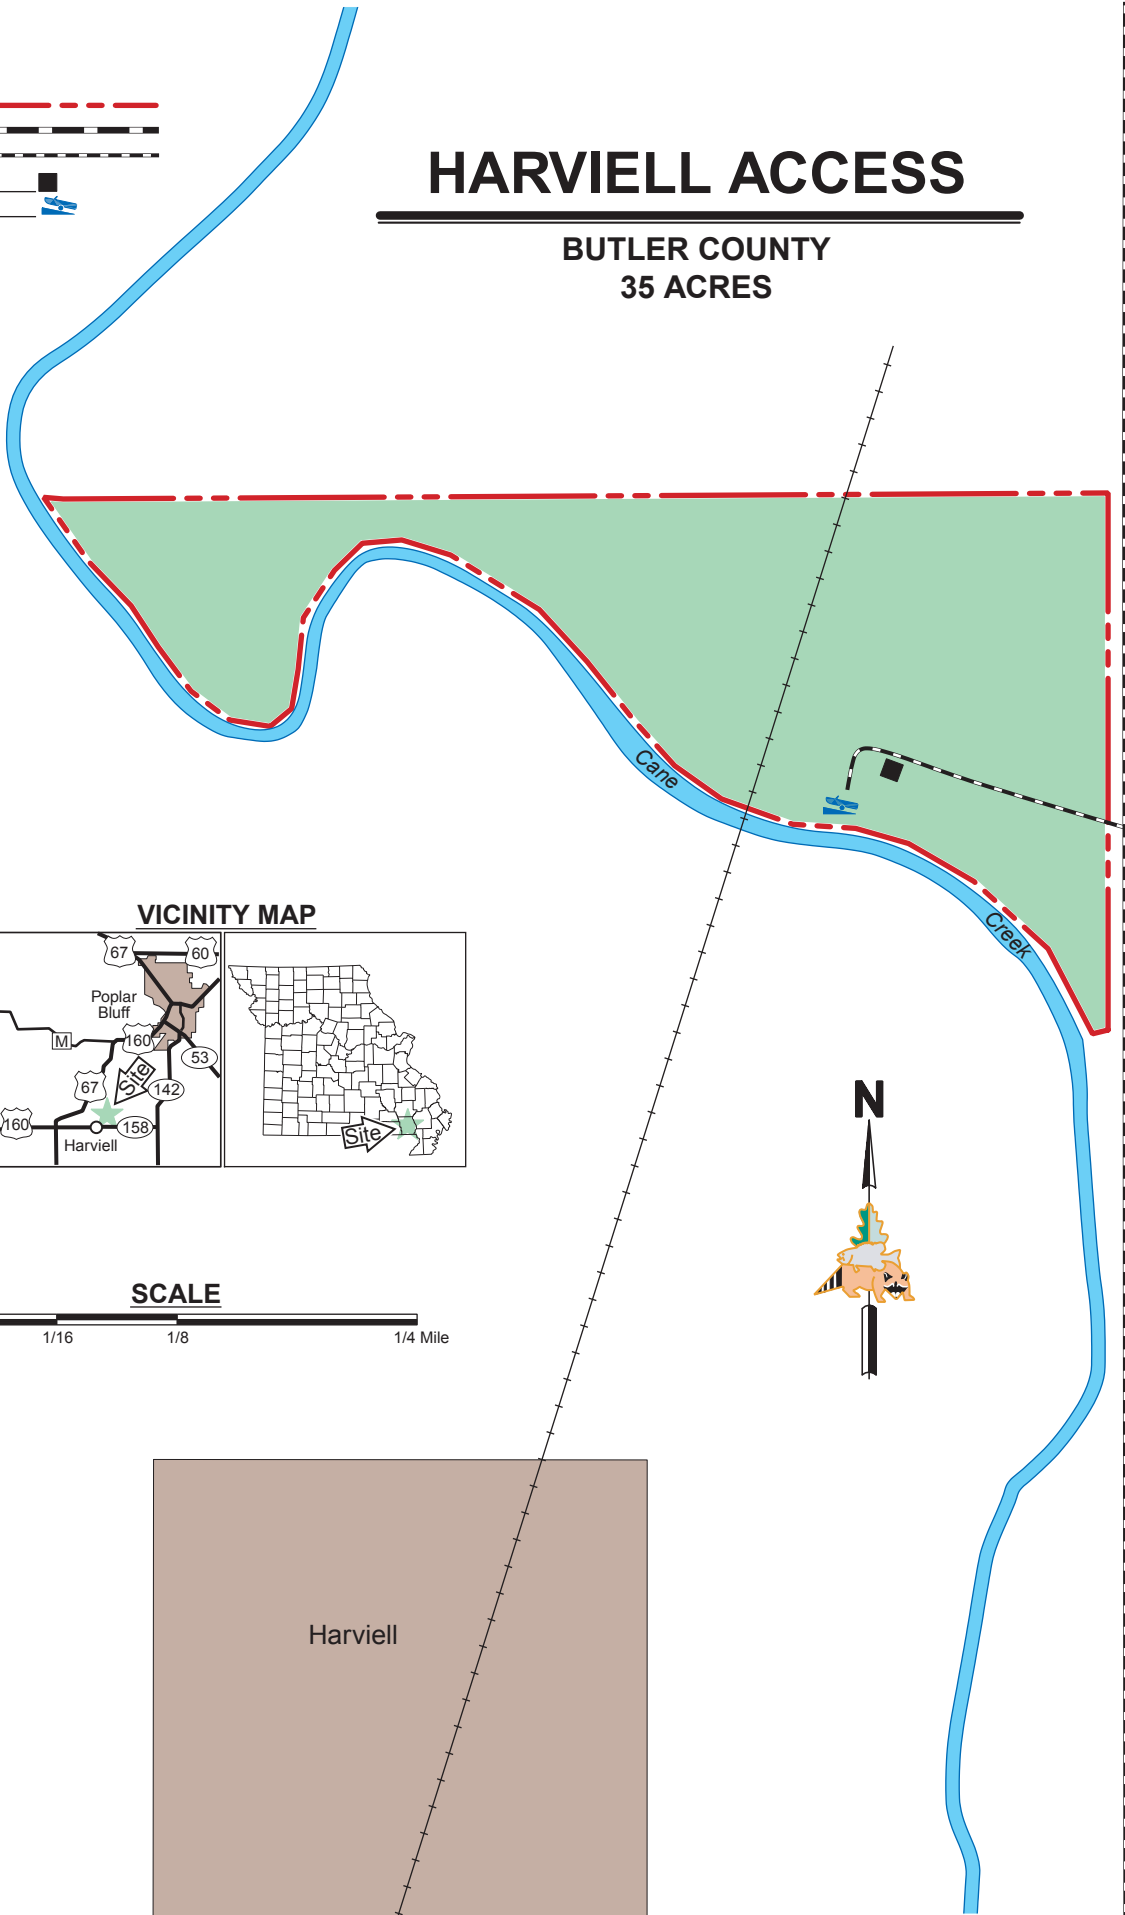 HARVIELL ACCESS
BUTLER COUNTY
35 ACRES
Cane
Creek
VICINITY MAP
67
60
Poplar
Bluff
M
160
53
Site
67
142
160
158
Harviell
Site
N
SCALE
1/16
1/8
1/4 Mile
Harviell